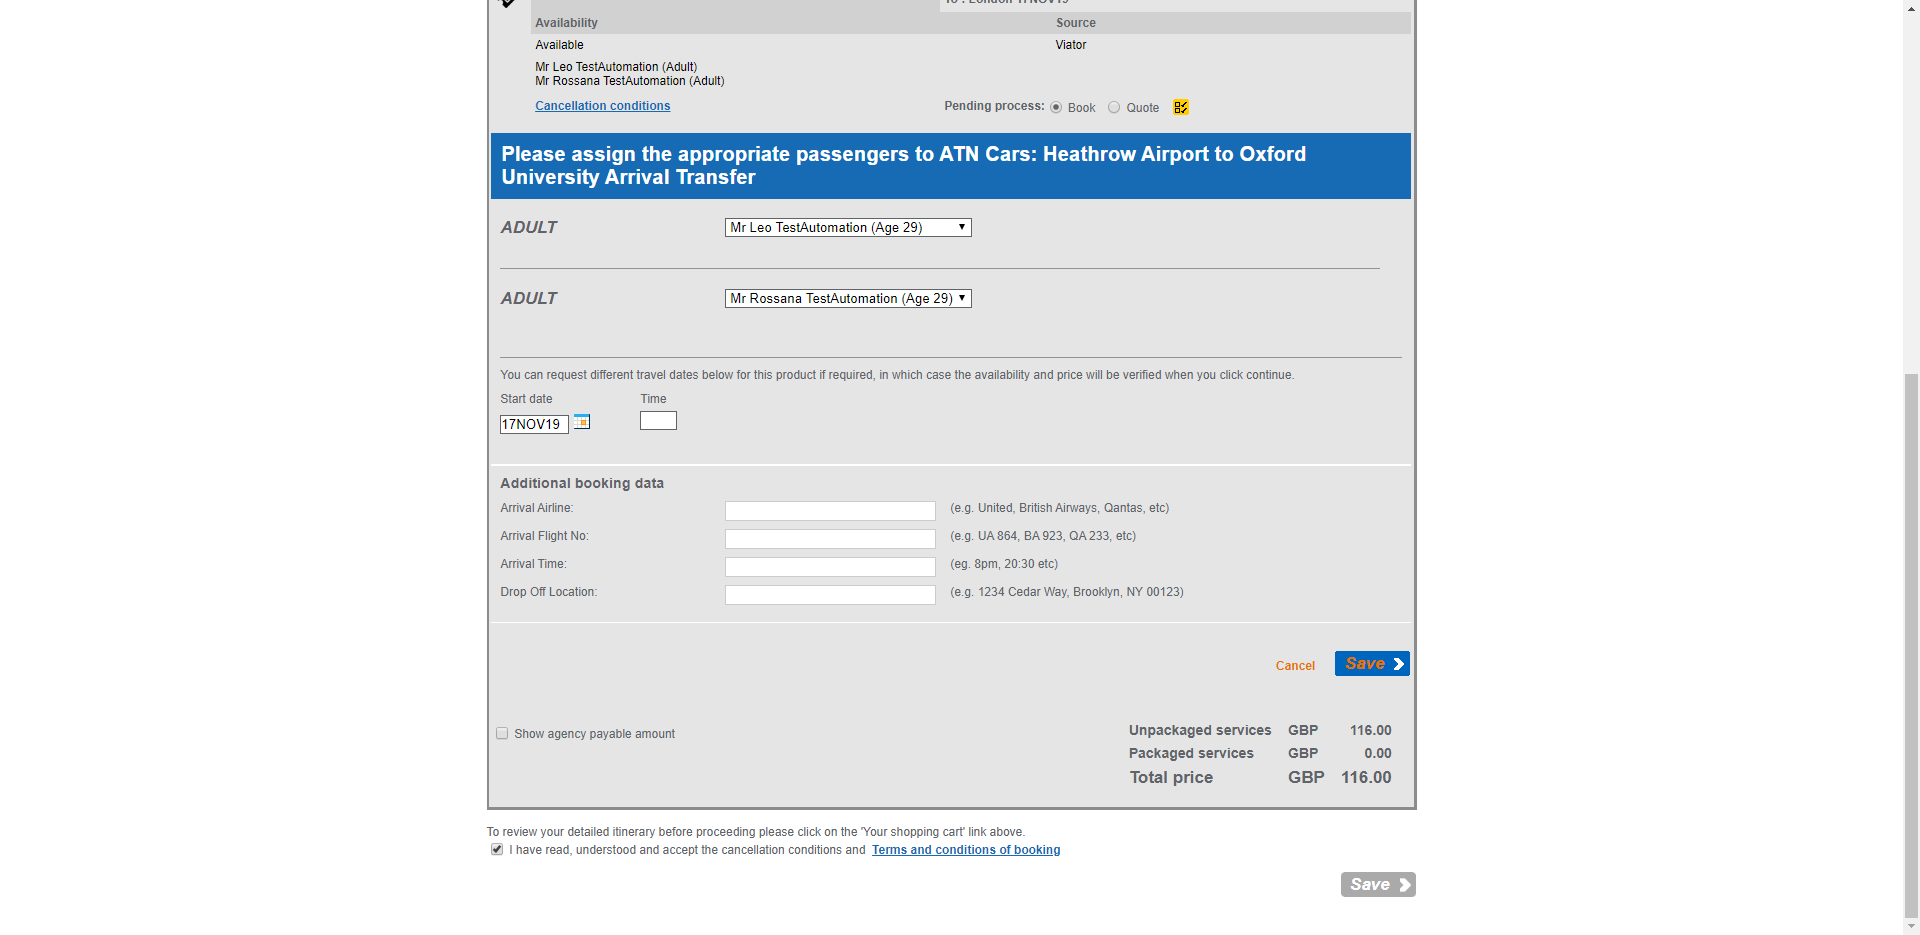 To : London 17NOV19
Availability Source
Available Viator
Mr Leo TestAutomation (Adult)
Mr Rossana TestAutomation (Adult)
Cancellation conditions Pending process: Book Quote
Please assign the appropriate passengers to ATN Cars: Heathrow Airport to Oxford
University Arrival Transfer
ADULT Mr Leo TestAutomation (Age 29)
ADULT Mr Rossana TestAutomation (Age 29)
You can request different travel dates below for this product if required, in which case the availability and price will be verified when you click continue.
Start date Time
17NOV19
Additional booking data
Arrival Airline: (e.g. United, British Airways, Qantas, etc)
Arrival Flight No: (e.g. UA 864, BA 923, QA 233, etc)
Arrival Time: (eg. 8pm, 20:30 etc)
Drop Off Location: (e.g. 1234 Cedar Way, Brooklyn, NY 00123)
Cancel Save
Show agency payable amount
Unpackaged services GBP 116.00
Packaged services GBP 0.00
Total price GBP 116.00
To review your detailed itinerary before proceeding please click on the 'Your shopping cart' link above.
I have read, understood and accept the cancellation conditions and Terms and conditions of booking
Save